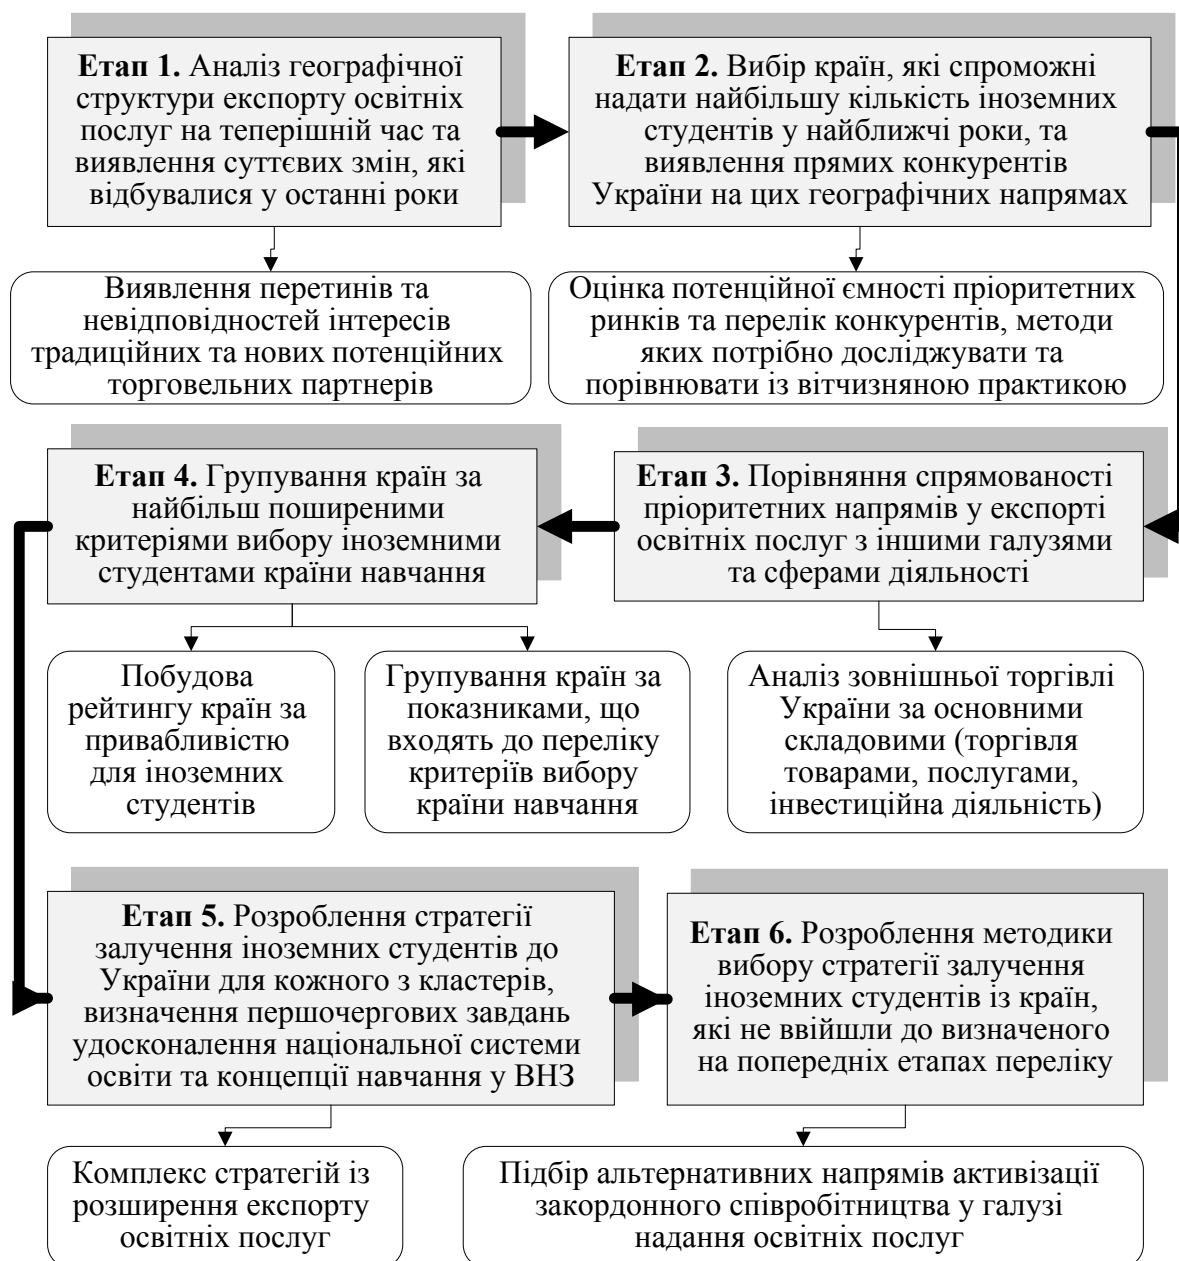 Етап 1. Аналіз географічної
структури експорту освітніх
послуг на теперішній час та
виявлення суттєвих змін, які
відбувалися у останні роки
Етап 2. Вибір країн, які спроможні
надати найбільшу кількість іноземних
студентів у найближчі роки, та
виявлення прямих конкурентів
України на цих географічних напрямах
Виявлення перетинів та
невідповідностей інтересів
традиційних та нових потенційних
торговельних партнерів
Оцінка потенційної ємності пріоритетних
ринків та перелік конкурентів, методи
яких потрібно досліджувати та
порівнювати із вітчизняною практикою
Етап 3. Порівняння спрямованості
пріоритетних напрямів у експорті
освітніх послуг з іншими галузями
та сферами діяльності
Аналіз зовнішньої торгівлі
України за основними
складовими (торгівля
товарами, послугами,
інвестиційна діяльність)
Етап 4. Групування країн за
найбільш поширеними
критеріями вибору іноземними
студентами країни навчання
Побудова
рейтингу країн за
привабливістю
для іноземних
студентів
Групування країн за
показниками, що
входять до переліку
критеріїв вибору
країни навчання
Етап 5. Розроблення стратегії
залучення іноземних студентів до
України для кожного з кластерів,
визначення першочергових завдань
удосконалення національної системи
освіти та концепції навчання у ВНЗ
Етап 6. Розроблення методики
вибору стратегії залучення
іноземних студентів із країн,
які не ввійшли до визначеного
на попередніх етапах переліку
Комплекс стратегій із
розширення експорту
освітніх послуг
Підбір альтернативних напрямів активізації
закордонного співробітництва у галузі
надання освітніх послуг